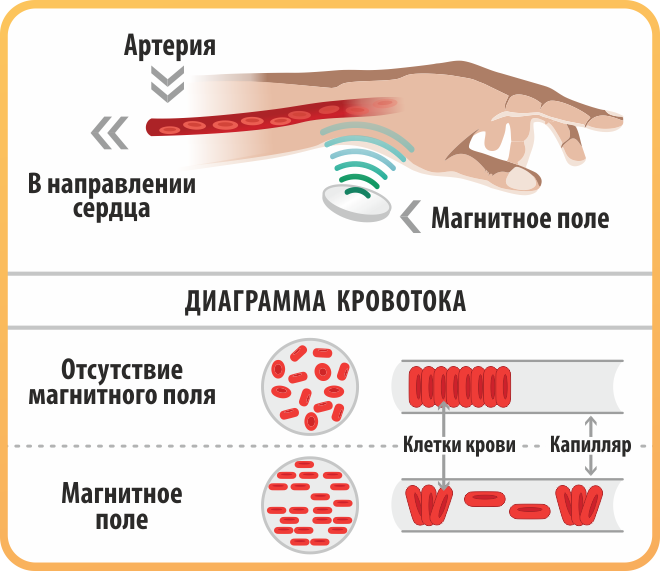 Артерия
В направлении
сердца
Магнитное поле
ДИАГРАММА КРОВОТОКА
Отсутствие
магнитного поля
Клетки крови
Капилляр
Магнитное
поле